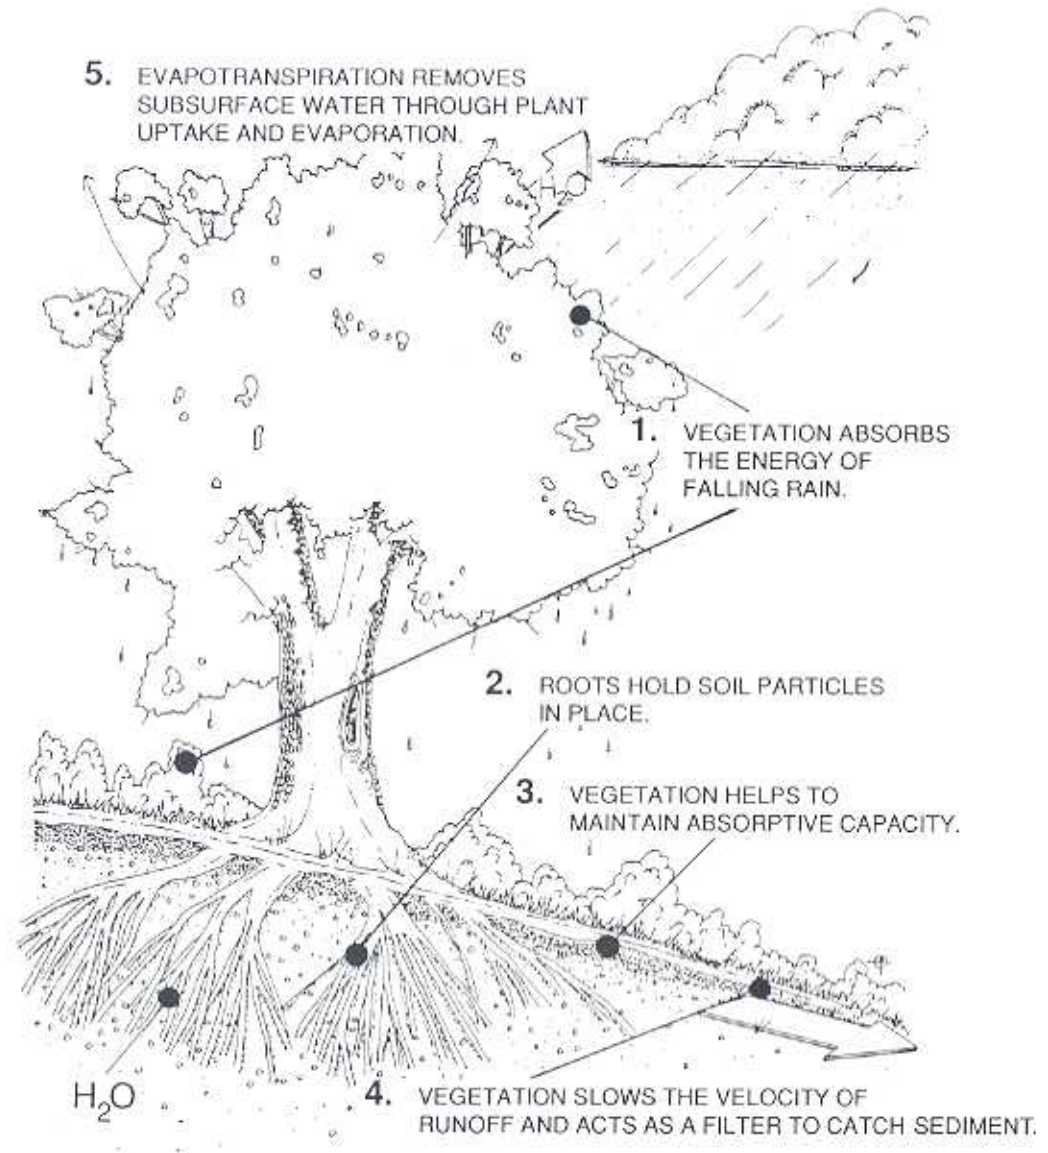 5. EVAPOTRANSPIRATION REMOVES
SUBSURFACE WATER THROUGH PLANT
UPTAKE AND EVAPORATION.
H₂O
1. VEGETATION ABSORBS
THE ENERGY OF
FALLING RAIN.
2. ROOTS HOLD SOIL PARTICLES
IN PLACE.
3. VEGETATION HELPS TO
MAINTAIN ABSORPTIVE CAPACITY.
H₂O
4. VEGETATION SLOWS THE VELOCITY OF
RUNOFF AND ACTS AS A FILTER TO CATCH SEDIMENT.